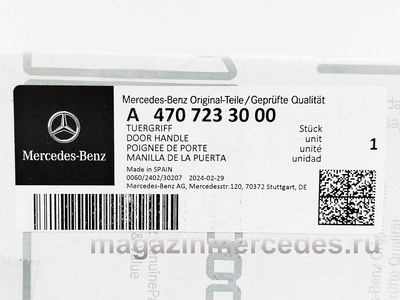 Mercedes-Benz Original-Teile/Geprüfte Qualität
A 470 723 30 00
TUERGRIFF Stück
DOOR HANDLE unit
POIGNEE DE PORTE unité
MANILLA DE LA PUERTA unidad
1
Made in SPAIN
0060/2402/30207 2024-02-29
Mercedes-Benz AG, Mercedesstr.120, 70372 Stuttgart, DE
Mercedes-Benz
magazinmercedes.ru